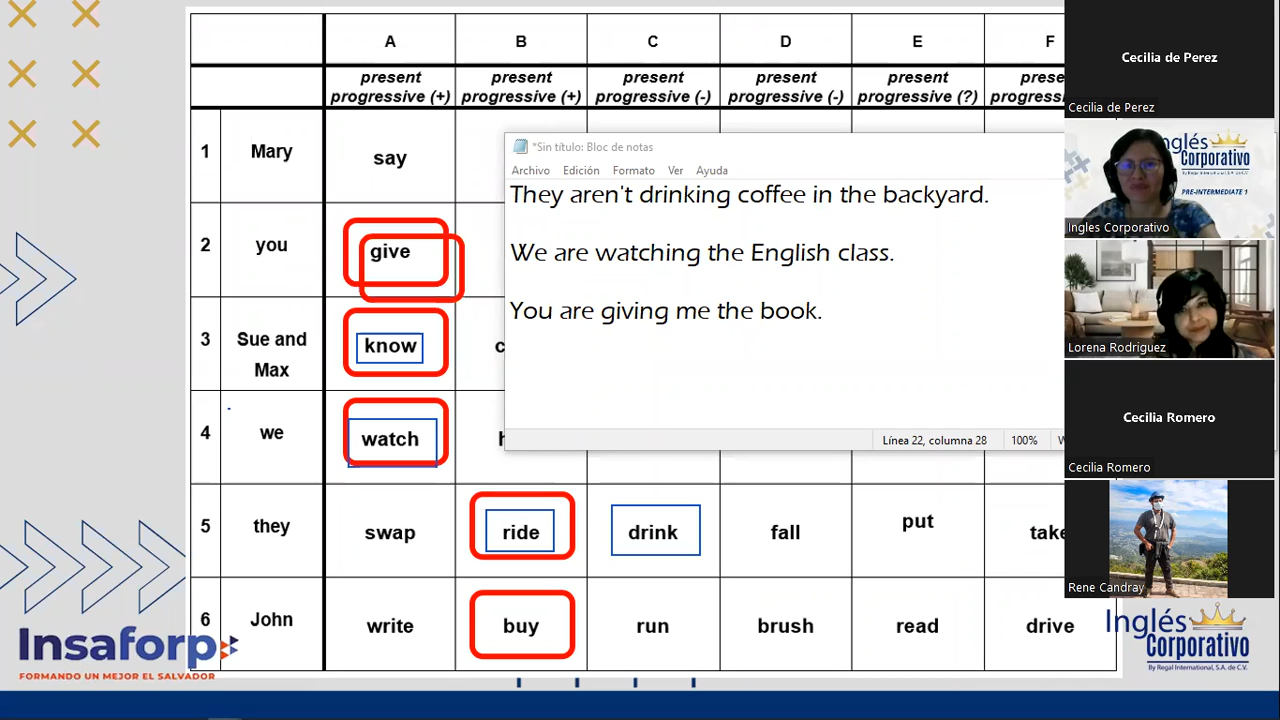 A B C D E F
present progressive (+) present progressive (+) present progressive (-) present progressive (-) present progressive (?)
1 Mary say
2 you give
3 Sue and Max know
4 we watch
5 they swap ride drink fall put take
6 John write buy run brush read drive
*Sin título: Bloc de notas
Archivo Edición Formato Ver Ayuda
They aren't drinking coffee in the backyard.
We are watching the English class.
You are giving me the book.
Línea 22, columna 28 100%
Cecilia de Perez
Cecilia de Perez
Inglés
Corporativo
By Regal International, S.A. de C.V.
PRE-INTERMEDIATE 1
Ingles Corporativo
Lorena Rodriguez
Cecilia Romero
Cecilia Romero
Rene Candray
Insaforp
FORMANDO UN MEJOR EL SALVADOR
Inglés
Corporativo
By Regal International, S.A. de C.V.